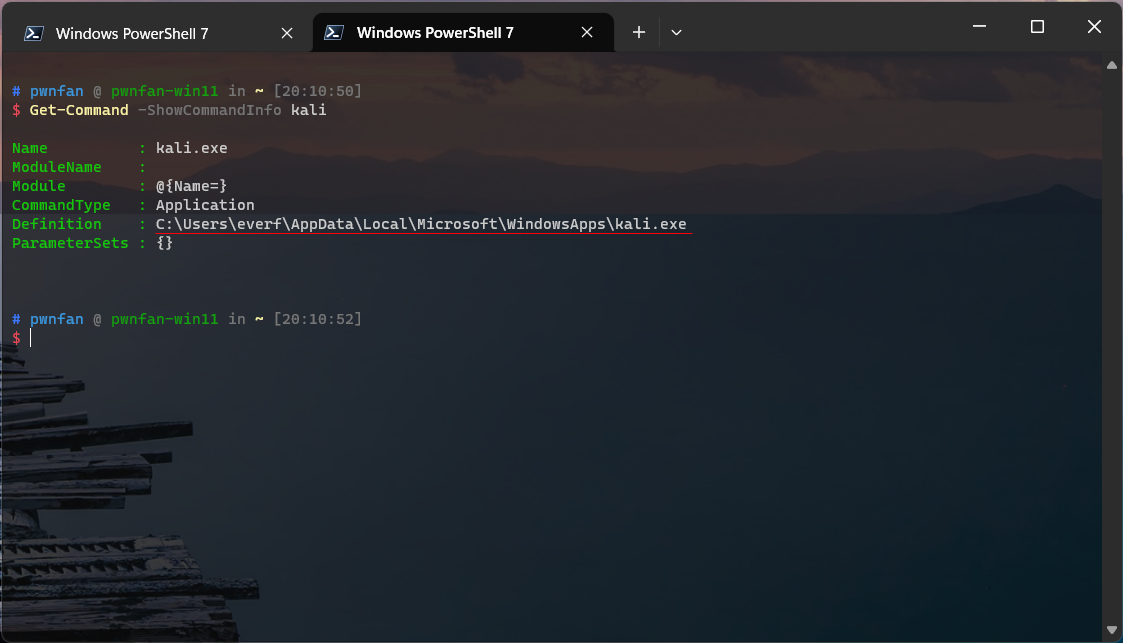 Windows PowerShell 7
Windows PowerShell 7
# pwnfan @ pwnfan-win11 in ~ [20:10:50]
$ Get-Command -ShowCommandInfo kali
Name          : kali.exe
ModuleName    :
Module        : @{Name=}
CommandType   : Application
Definition    : C:\Users\everf\AppData\Local\Microsoft\WindowsApps\kali.exe
ParameterSets : {}
# pwnfan @ pwnfan-win11 in ~ [20:10:52]
$